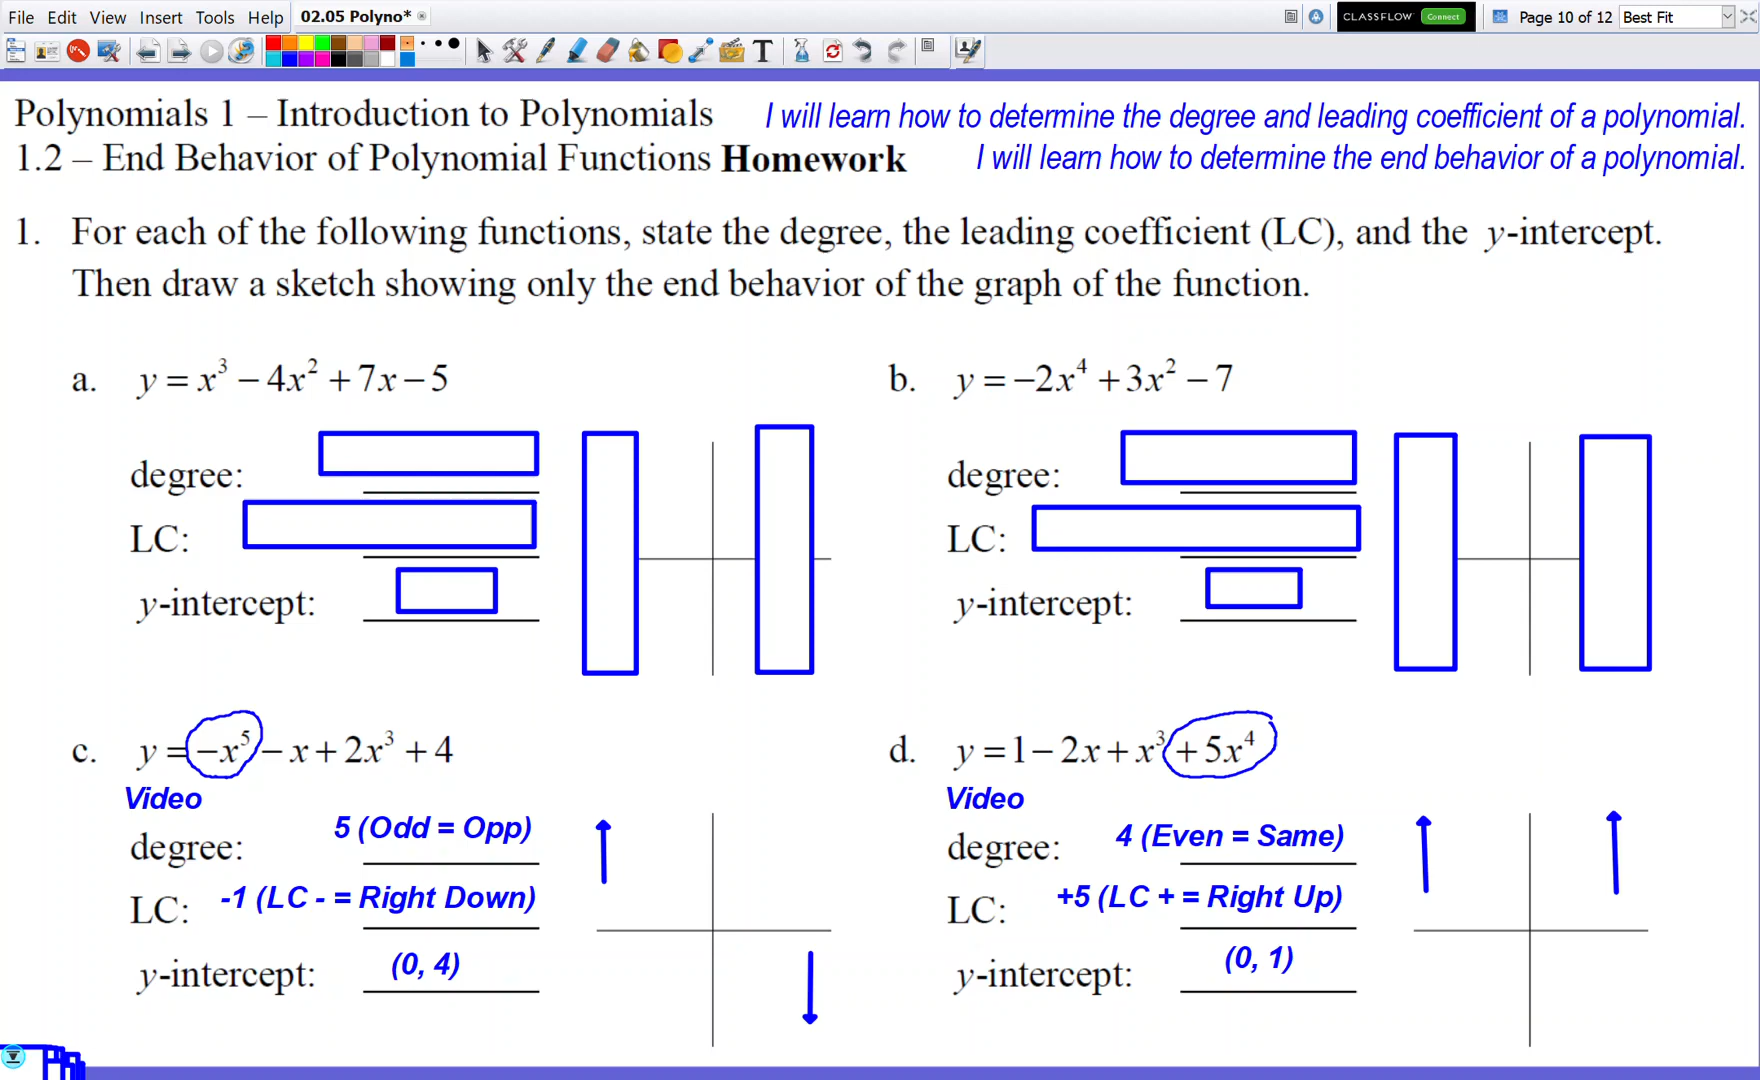 File Edit View Insert Tools Help 02.05 Polyno* CLASSFLOW Connect Page 10 of 12 Best Fit
Polynomials 1 – Introduction to Polynomials I will learn how to determine the degree and leading coefficient of a polynomial.
1.2 – End Behavior of Polynomial Functions Homework I will learn how to determine the end behavior of a polynomial.
1. For each of the following functions, state the degree, the leading coefficient (LC), and the y-intercept.
Then draw a sketch showing only the end behavior of the graph of the function.
a. y = x³ – 4x² + 7x – 5
degree:
LC:
y-intercept:
b. y = –2x⁴ + 3x² – 7
degree:
LC:
y-intercept:
c. y = –x⁵ – x + 2x³ + 4
Video
degree: 5 (Odd = Opp)
LC: -1 (LC - = Right Down)
y-intercept: (0, 4)
d. y = 1 – 2x + x³ + 5x⁴
Video
degree: 4 (Even = Same)
LC: +5 (LC + = Right Up)
y-intercept: (0, 1)